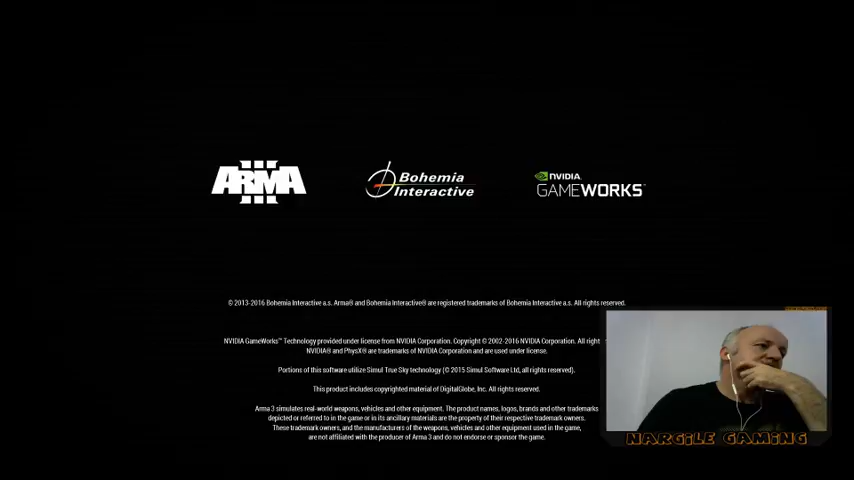 ARMA III
Bohemia Interactive
NVIDIA. GAMEWORKS
© 2013-2016 Bohemia Interactive a.s. Arma® and Bohemia Interactive® are registered trademarks of Bohemia Interactive a.s. All rights reserved.
NVIDIA GameWorks™ Technology provided under license from NVIDIA Corporation. Copyright © 2002-2016 NVIDIA Corporation. All right
NVIDIA® and PhysX® are trademarks of NVIDIA Corporation and are used under license.
Portions of this software utilize Simul True Sky technology (© 2015 Simul Software Ltd, all rights reserved).
This product includes copyrighted material of DigitalGlobe, Inc. All rights reserved.
Arma 3 simulates real-world weapons, vehicles and other equipment. The product names, logos, brands and other trademarks
depicted or referred to in the game or in its ancillary materials are the property of their respective trademark owners.
These trademark owners, and the manufacturers of the weapons, vehicles and other equipment used in the game,
are not affiliated with the producer of Arma 3 and do not endorse or sponsor the game.
NARGILE GAMING